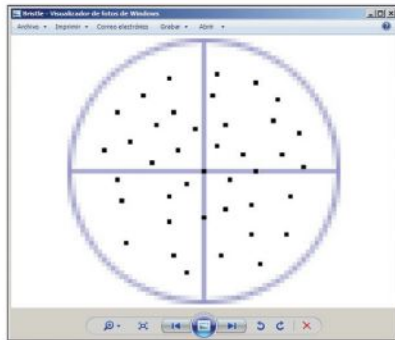 Bristle - Visualizador de fotos de Windows
Archivo Imprimir Correo electrónico Grabar Abrir